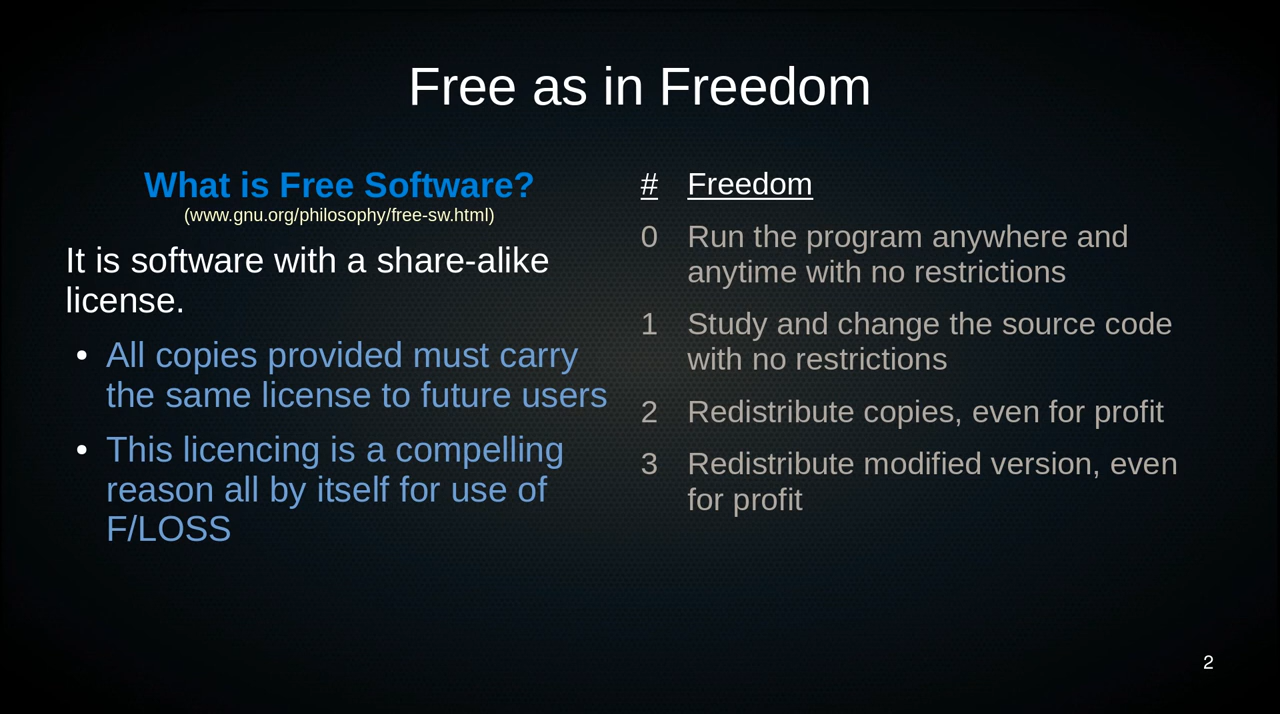 Free as in Freedom
What is Free Software?
(www.gnu.org/philosophy/free-sw.html)
It is software with a share-alike
license.
• All copies provided must carry
the same license to future users
• This licencing is a compelling
reason all by itself for use of
F/LOSS
# Freedom
0 Run the program anywhere and
anytime with no restrictions
1 Study and change the source code
with no restrictions
2 Redistribute copies, even for profit
3 Redistribute modified version, even
for profit
2